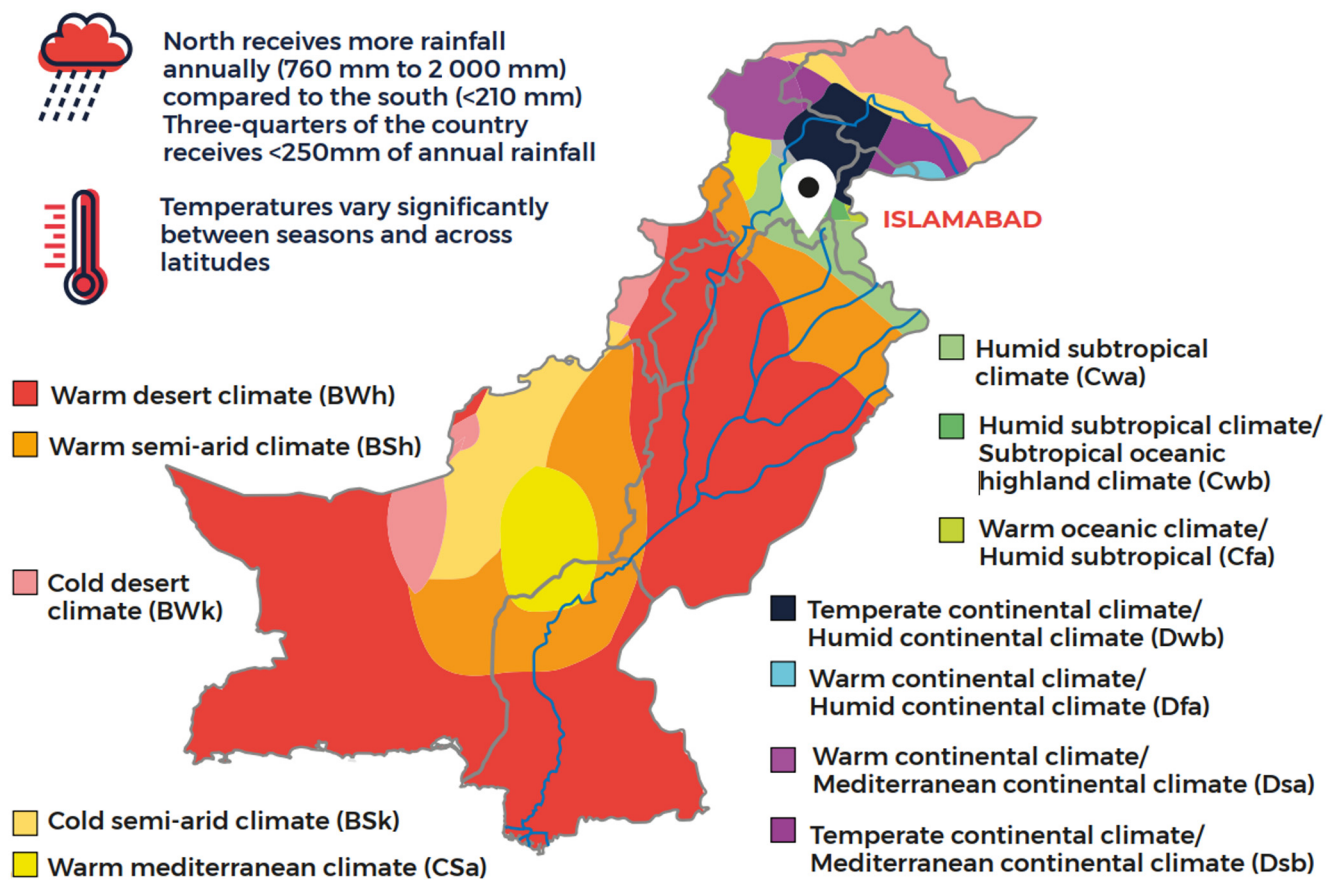 North receives more rainfall
annually (760 mm to 2 000 mm)
compared to the south (<210 mm)
Three-quarters of the country
receives <250mm of annual rainfall
Temperatures vary significantly
between seasons and across
latitudes
ISLAMABAD
Warm desert climate (BWh)
Warm semi-arid climate (BSh)
Cold desert
climate (BWk)
Cold semi-arid climate (BSk)
Warm mediterranean climate (CSa)
Humid subtropical
climate (Cwa)
Humid subtropical climate/
Subtropical oceanic
highland climate (Cwb)
Warm oceanic climate/
Humid subtropical (Cfa)
Temperate continental climate/
Humid continental climate (Dwb)
Warm continental climate/
Humid continental climate (Dfa)
Warm continental climate/
Mediterranean continental climate (Dsa)
Temperate continental climate/
Mediterranean continental climate (Dsb)